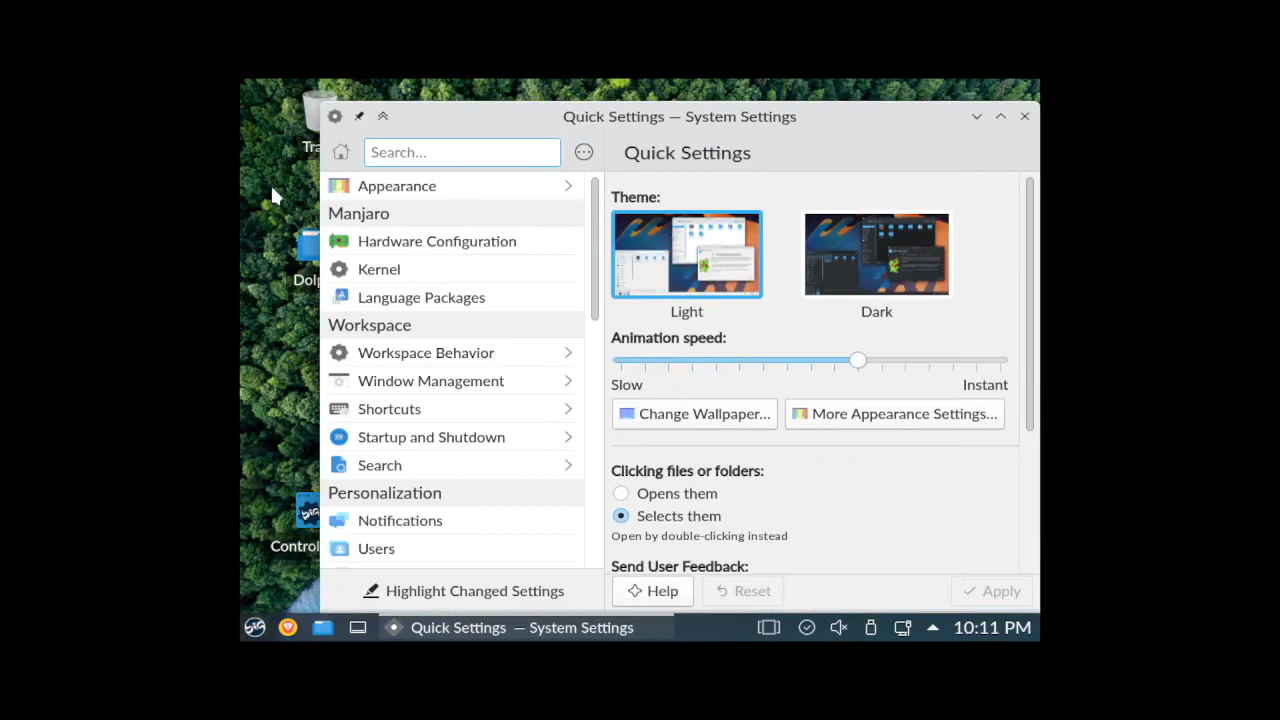 Quick Settings — System Settings
Search...
Quick Settings
Appearance
Manjaro
Hardware Configuration
Kernel
Language Packages
Workspace
Workspace Behavior
Window Management
Shortcuts
Startup and Shutdown
Search
Personalization
Notifications
Users
Highlight Changed Settings
Theme:
Light
Dark
Animation speed:
Slow
Instant
Change Wallpaper...
More Appearance Settings...
Clicking files or folders:
Opens them
Selects them
Open by double-clicking instead
Send User Feedback:
Help
Reset
Apply
Tra
Dolp
Control
Quick Settings — System Settings
10:11 PM